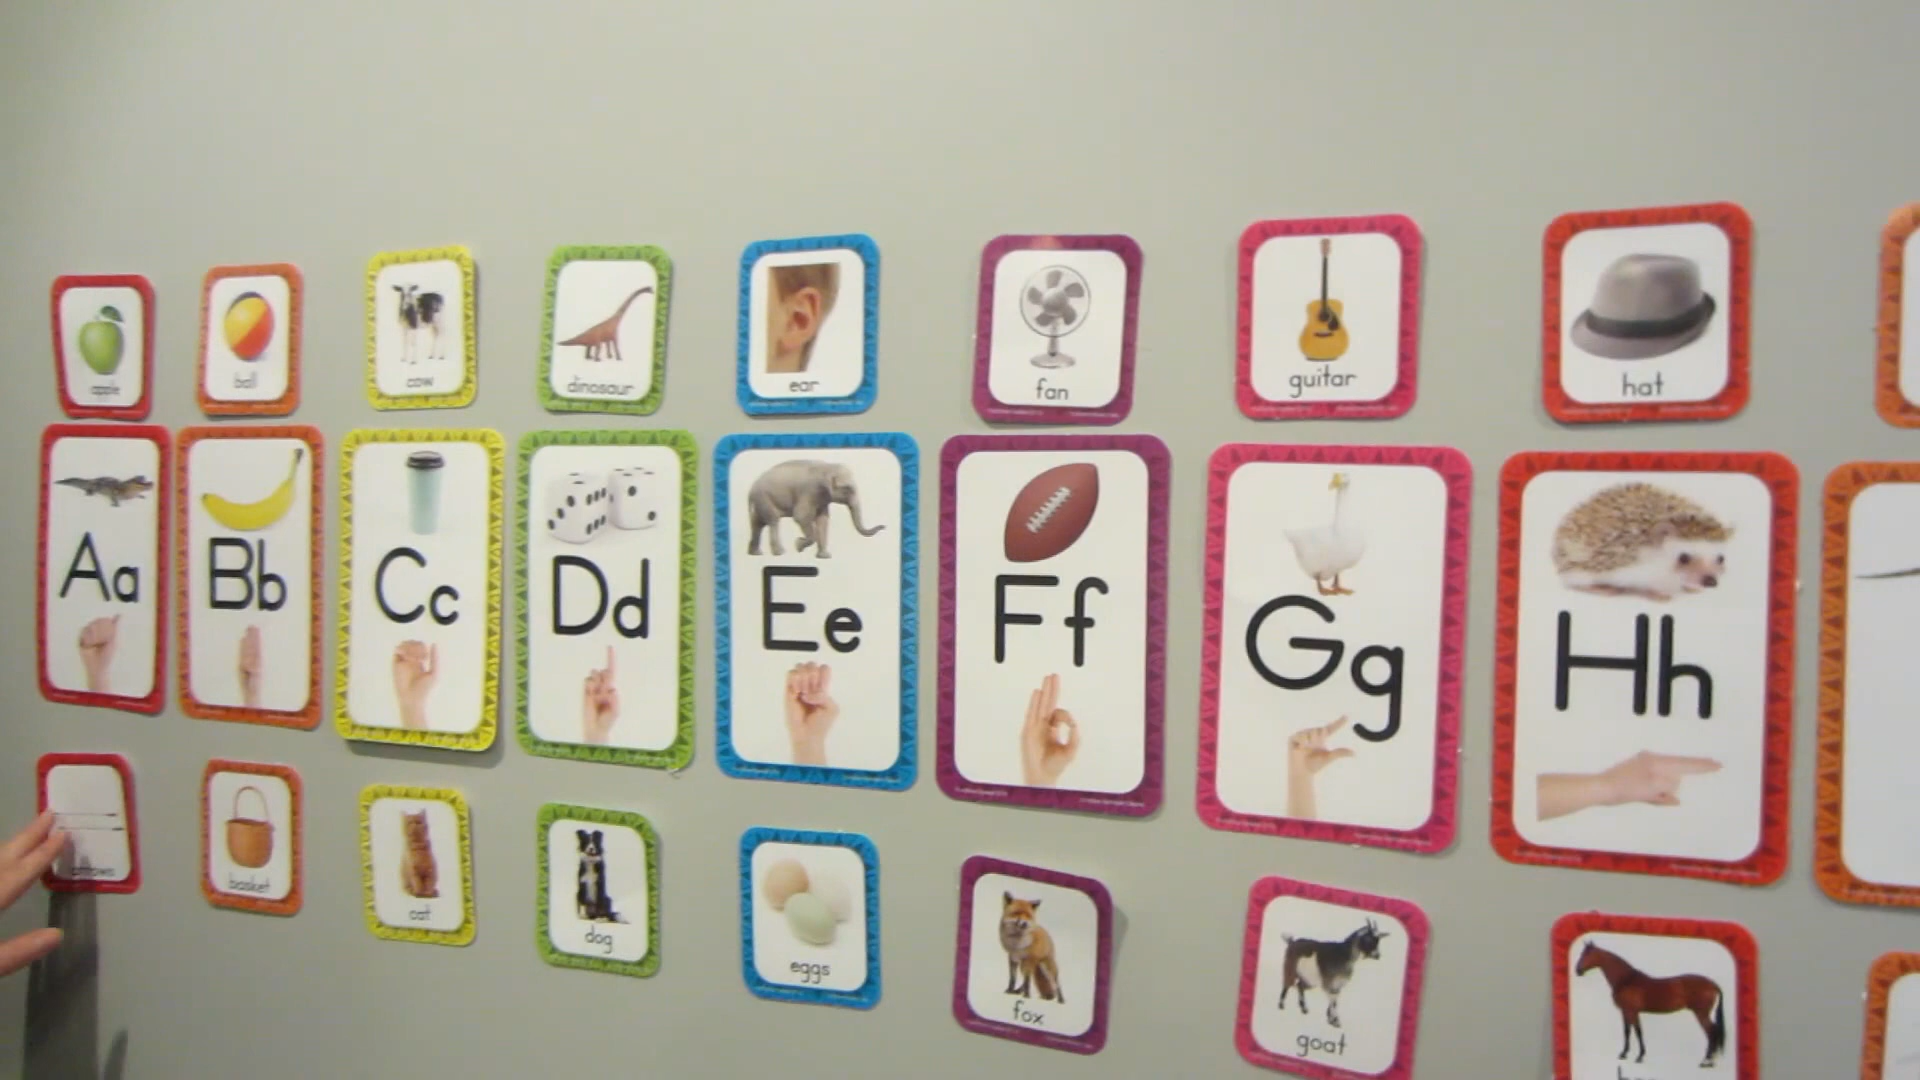 apple
ball
cow
dinosaur
ear
fan
guitar
hat
Aa
Bb
Cc
Dd
Ee
Ff
Gg
Hh
arrows
basket
cat
dog
eggs
fox
goat